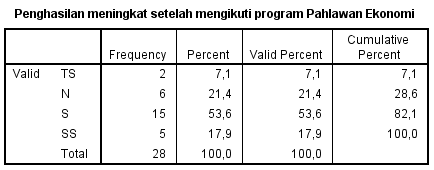 Penghasilan meningkat setelah mengikuti program Pahlawan Ekonomi
Frequency Percent Valid Percent Cumulative Percent
Valid TS 2 7,1 7,1 7,1
N 6 21,4 21,4 28,6
S 15 53,6 53,6 82,1
SS 5 17,9 17,9 100,0
Total 28 100,0 100,0